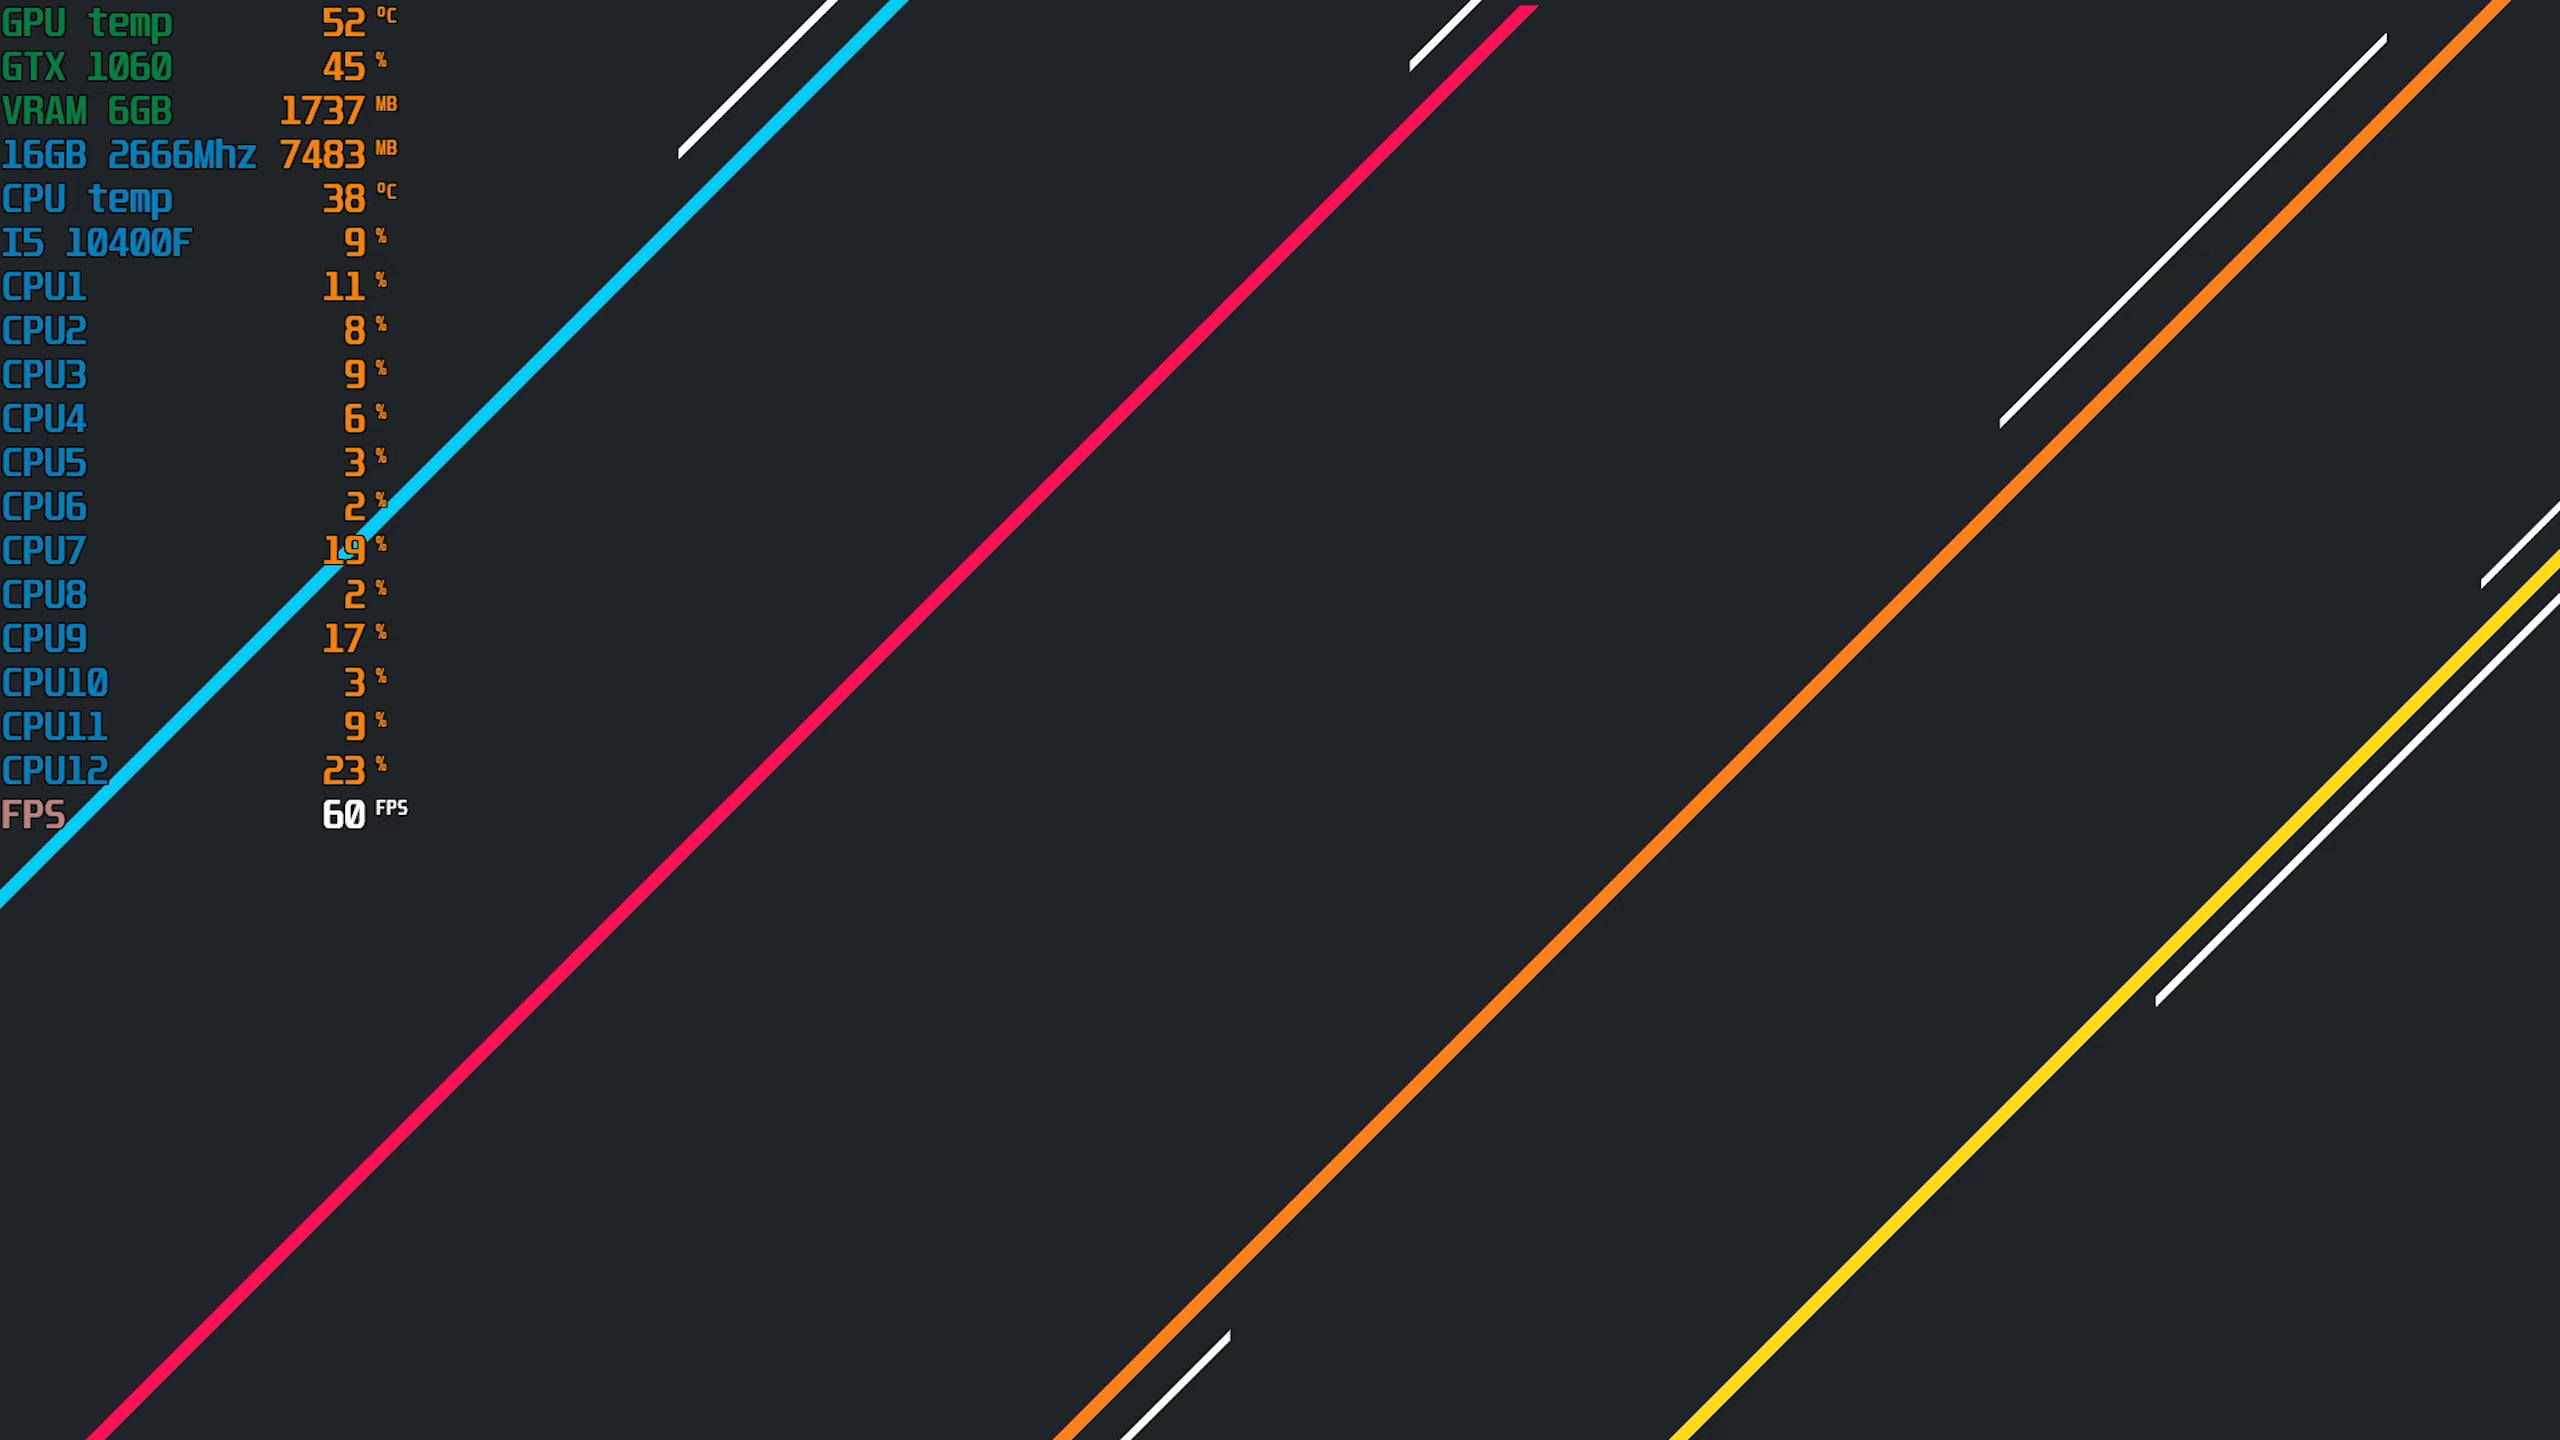 GPU temp 52 °C
GTX 1060 45 %
VRAM 6GB 1737 MB
16GB 2666Mhz 7483 MB
CPU temp 38 °C
I5 10400F 9 %
CPU1 11 %
CPU2 8 %
CPU3 9 %
CPU4 6 %
CPU5 3 %
CPU6 2 %
CPU7 19 %
CPU8 2 %
CPU9 17 %
CPU10 3 %
CPU11 9 %
CPU12 23 %
FPS 60 FPS